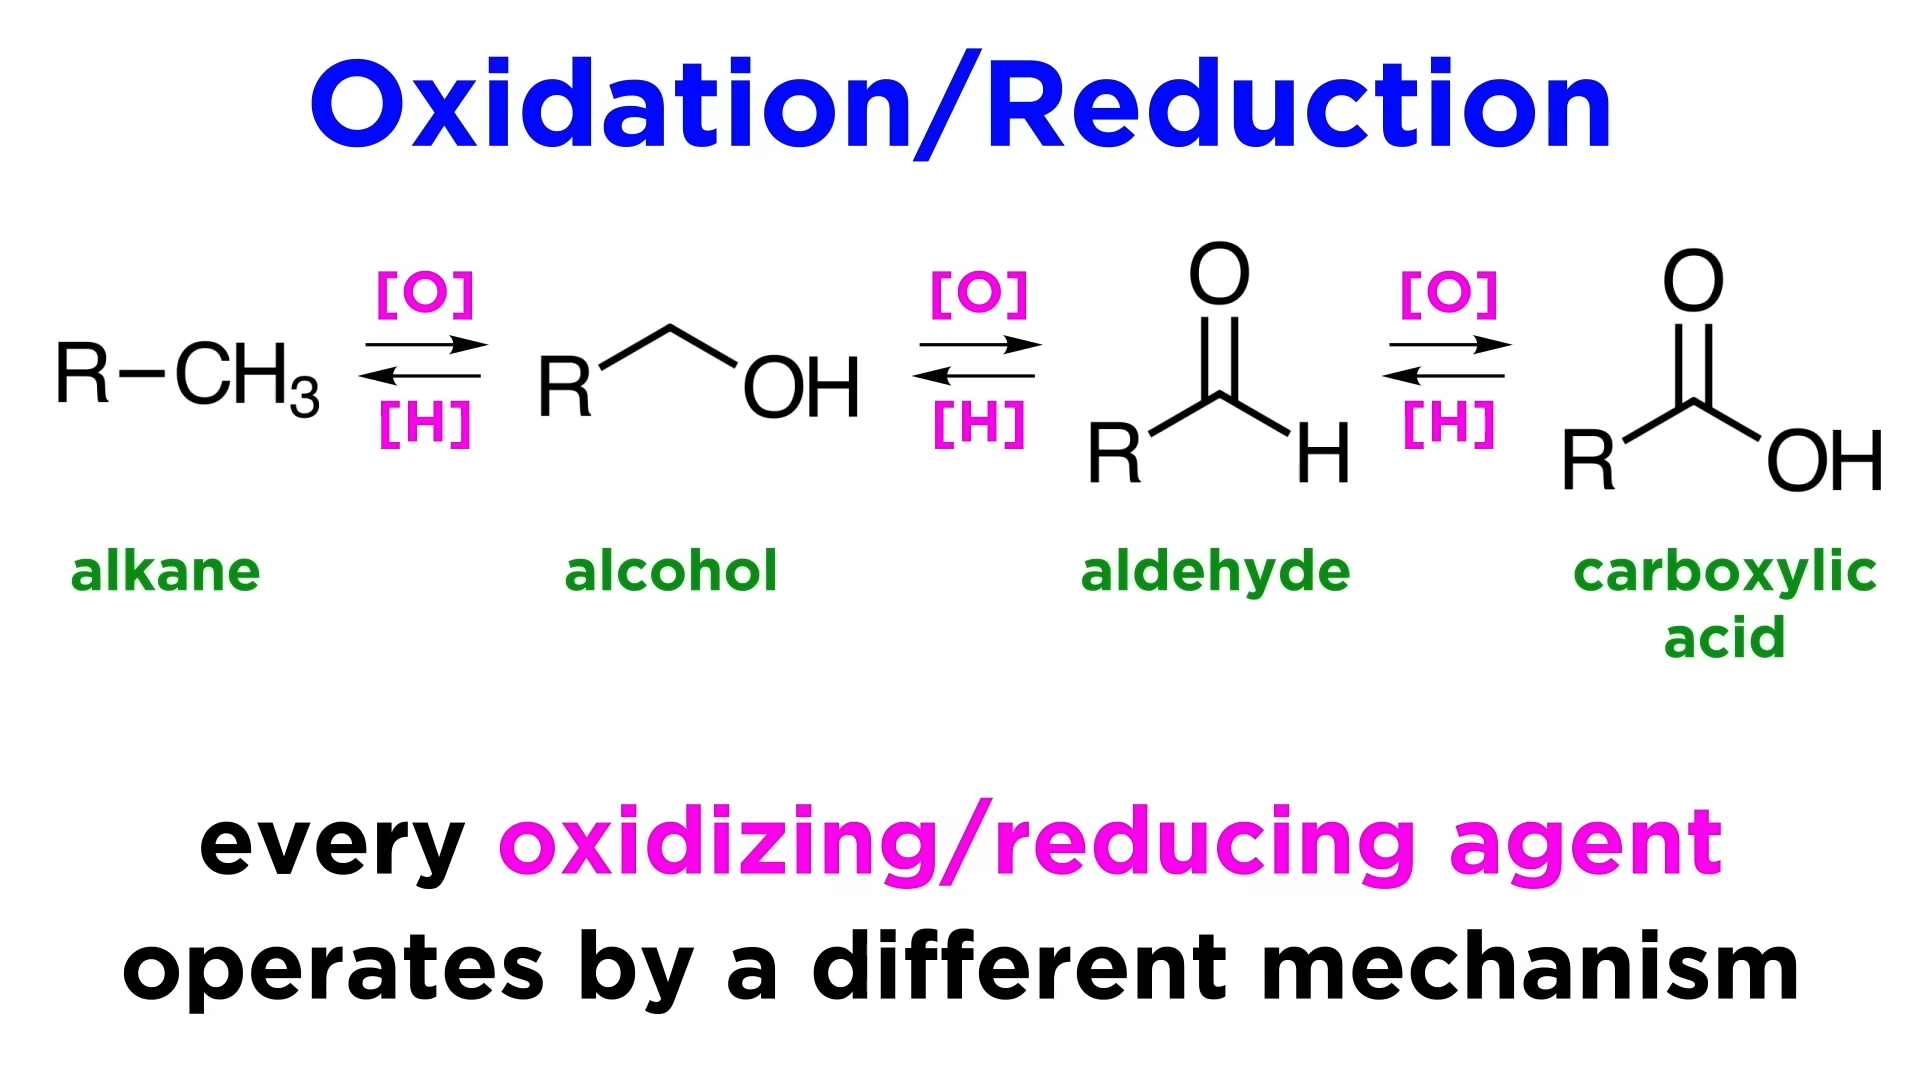 Oxidation/Reduction
[O] [O] O [O] O
R-CH₃ R OH R H R OH
[H] [H] [H]
alkane alcohol aldehyde carboxylic
acid
every oxidizing/reducing agent
operates by a different mechanism